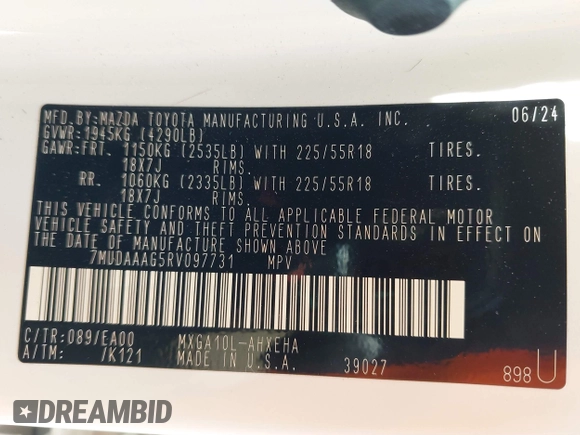 MFD.BY:MAZDA TOYOTA MANUFACTURING U.S.A. INC. 06/24
GVWR:1945KG (4290LB)
GAWR:FRT. 1150KG (2535LB) WITH 225/55R18 TIRES.
18X7J RIMS.
RR. 1060KG (2335LB) WITH 225/55R18 TIRES.
18X7J RIMS.
THIS VEHICLE CONFORMS TO ALL APPLICABLE FEDERAL MOTOR
VEHICLE SAFETY AND THEFT PREVENTION STANDARDS IN EFFECT ON
THE DATE OF MANUFACTURE SHOWN ABOVE
7MUDAAAG5RV097731 MPV
C/TR:089/EA00 MXGA10L-AHXEHA
A/TM: /K121 MADE IN U.S.A. 39027 898U
DREAMBID